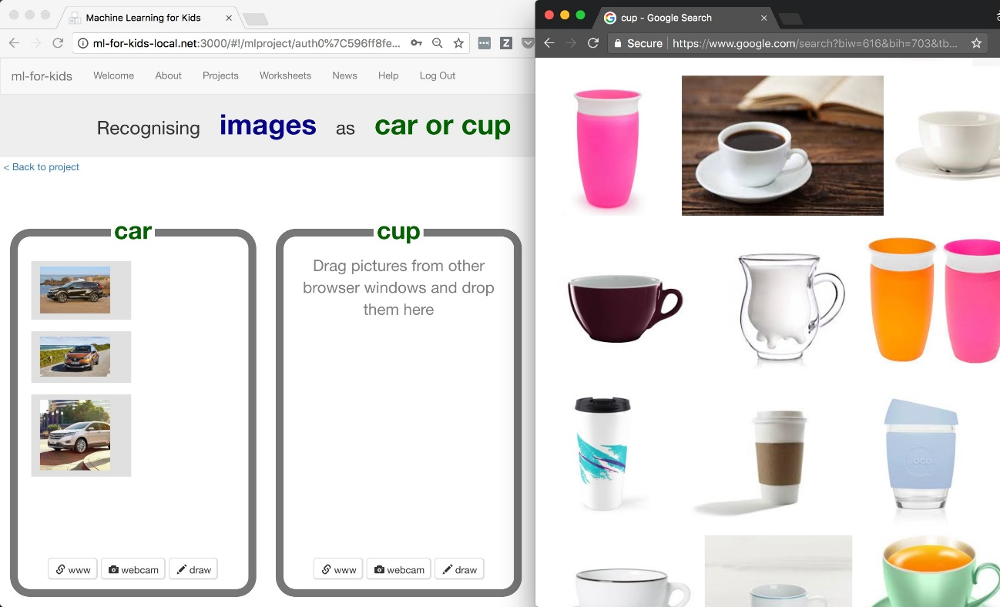 Machine Learning for Kids
ml-for-kids-local.net:3000/#!/mlproject/auth0%7C596ff8fe...
Z
ml-for-kids Welcome About Projects Worksheets News Help Log Out
Recognising images as car or cup
< Back to project
car
www webcam draw
cup
Drag pictures from other
browser windows and drop
them here
www webcam draw
cup - Google Search
Secure https://www.google.com/search?biw=616&bih=703&tb...
JOCO